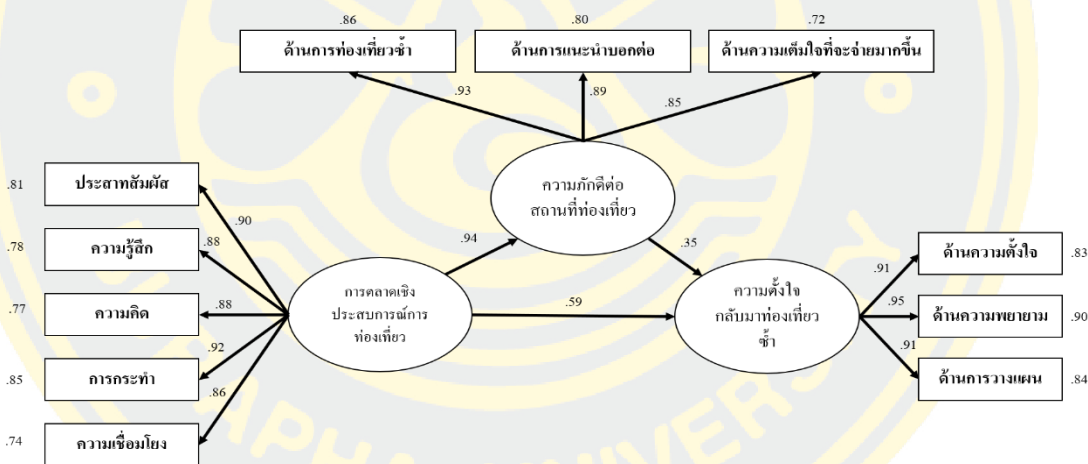 .86
.80
.72
ด้านการท่องเที่ยวซ้ำ
ด้านการแนะนำบอกต่อ
ด้านความเต็มใจที่จะจ่ายมากขึ้น
.93
.89
.85
ความภักดีต่อ
สถานที่ท่องเที่ยว
.81
ประสาทสัมผัส
.90
.78
ความรู้สึก
.88
.94
.35
.77
ความคิด
.88
การตลาดเชิง
ประสบการณ์การ
ท่องเที่ยว
.59
ความตั้งใจ
กลับมาท่องเที่ยว
ซ้ำ
.91
ด้านความตั้งใจ
.83
.95
ด้านความพยายาม
.90
.91
ด้านการวางแผน
.84
.85
การกระทำ
.92
.86
.74
ความเชื่อมโยง